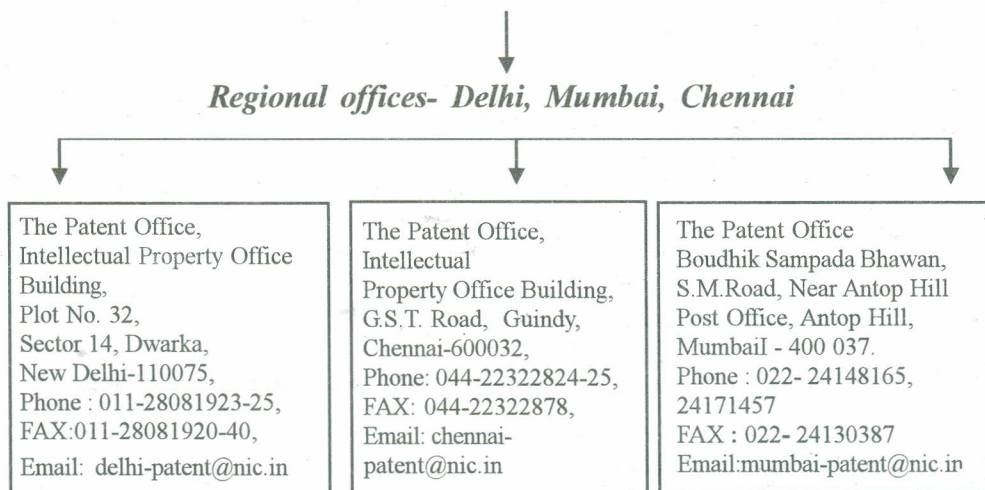 Regional offices- Delhi, Mumbai, Chennai
The Patent Office,
Intellectual Property Office
Building,
Plot No. 32,
Sector 14, Dwarka,
New Delhi-110075,
Phone : 011-28081923-25,
FAX:011-28081920-40,
Email: delhi-patent@nic.in
The Patent Office,
Intellectual
Property Office Building,
G.S.T. Road, Guindy,
Chennai-600032,
Phone: 044-22322824-25,
FAX: 044-22322878,
Email: chennai-
patent@nic.in
The Patent Office
Boudhik Sampada Bhawan,
S.M.Road, Near Antop Hill
Post Office, Antop Hill,
MumbaiI - 400 037.
Phone : 022- 24148165,
24171457
FAX : 022- 24130387
Email:mumbai-patent@nic.in